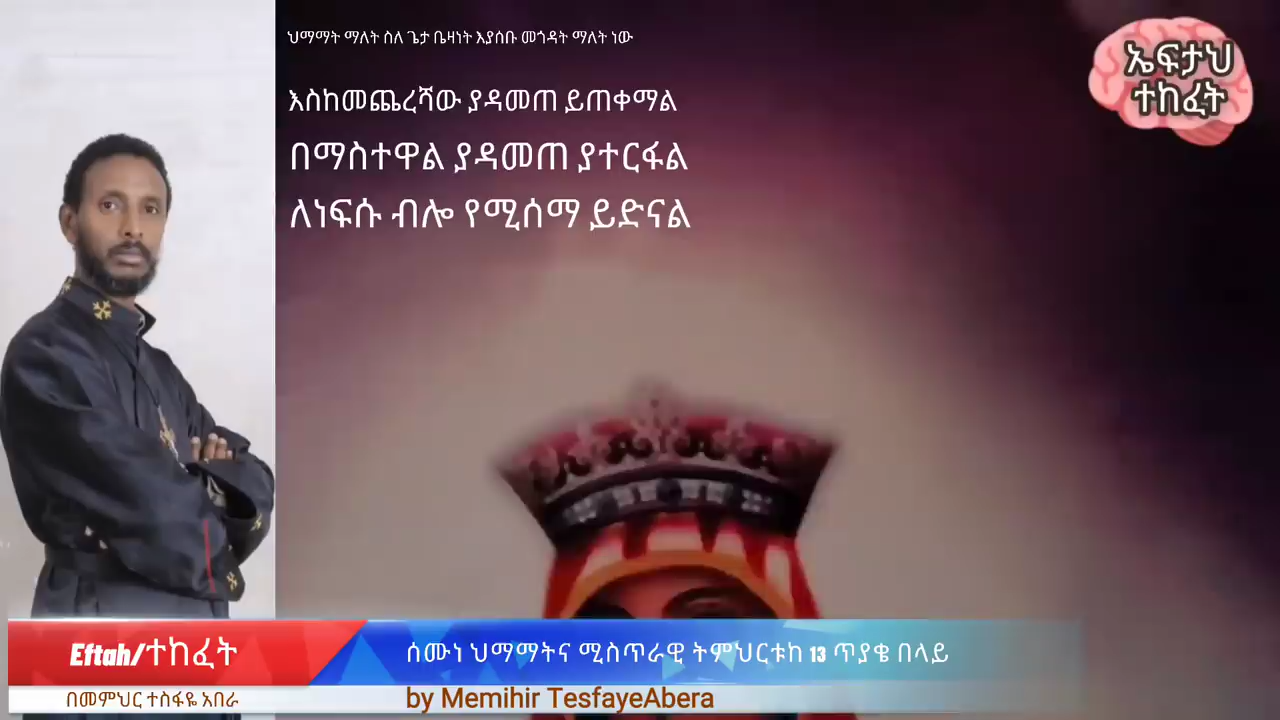 ህማማት ማለት ስለ ጌታ ቤዛነት እያሰቡ መጎዳት ማለት ነው
እስከመጨረሻው ያዳመጠ ይጠቀማል
በማስተዋል ያዳመጠ ያተርፋል
ለነፍሱ ብሎ የሚሰማ ይድናል
ኤፍታህ
ተከፈት
Eftah/ተከፈት
ሰሙነ ህማማትና ሚስጥራዊ ትምህርቱከ 13 ጥያቄ በላይ
በመምህር ተስፋዬ አበራ
by Memihir TesfayeAbera